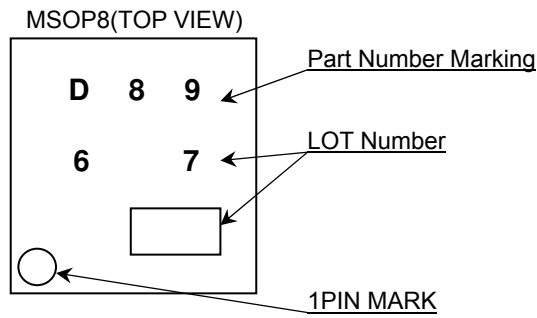 MSOP8(TOP VIEW)
D 8 9
Part Number Marking
6 7
LOT Number
1PIN MARK